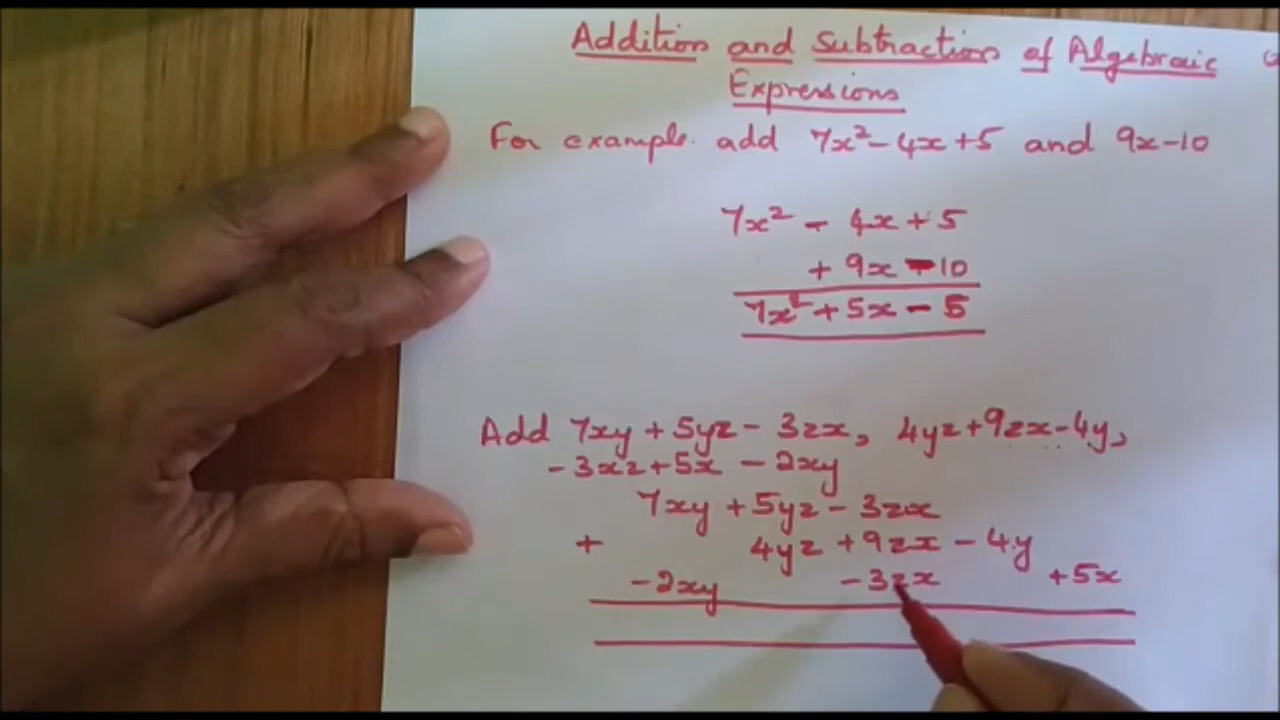 Addition and Subtraction of Algebraic
Expressions
For example. add 7x² - 4x + 5 and 9x - 10
7x² - 4x + 5
+ 9x - 10
7x² + 5x - 5
Add 7xy + 5yz - 3zx, 4yz + 9zx - 4y,
- 3xz + 5x - 2xy
7xy + 5yz - 3zx
+ 4yz + 9zx - 4y
- 2xy - 3zx + 5x